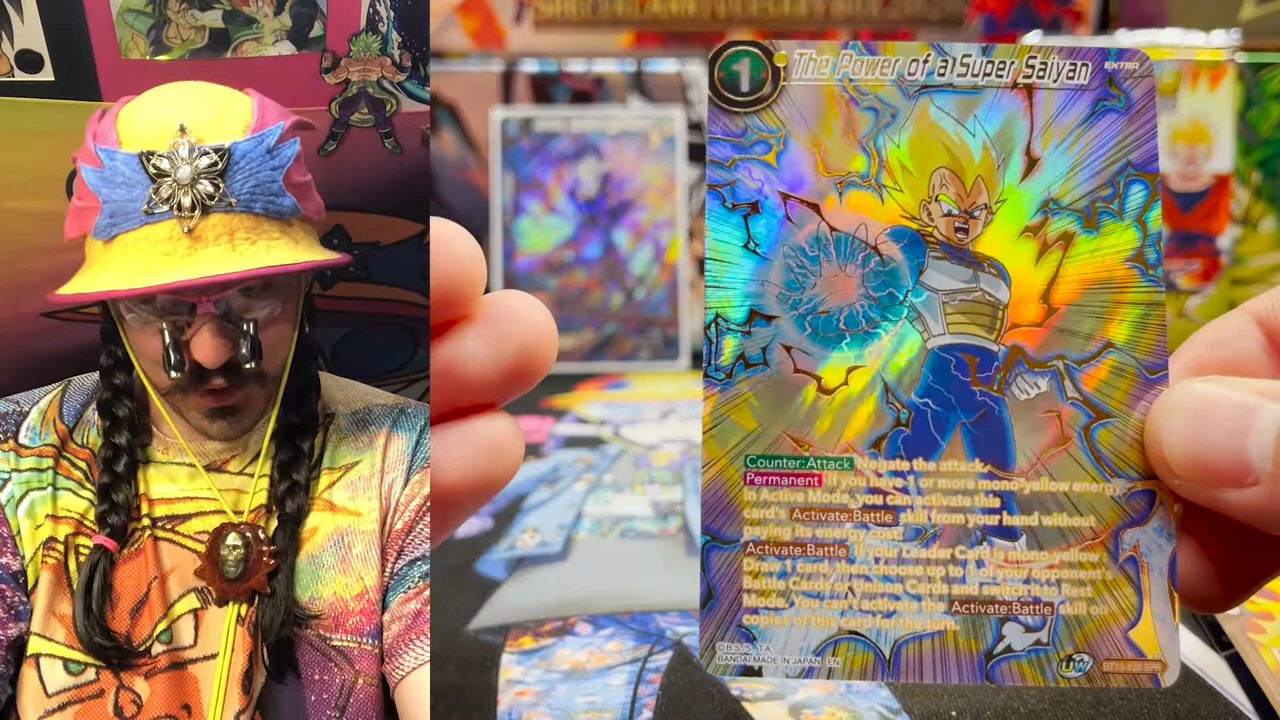 1
The Power of a Super Saiyan
EXTRA
Counter:Attack Negate the attack.
Permanent If you have 1 or more mono-yellow energy
in Active Mode, you can activate this
card's Activate:Battle skill from your hand without
paying its energy cost.
Activate:Battle If your Leader Card is mono-yellow :
Draw 1 card, then choose up to 1 of your opponent's
Battle Cards or Unison Cards and switch it to Rest
Mode. You can't activate the Activate:Battle skill on
copies of this card for the turn.
©B.S./S., T.A.
BANDAI MADE IN JAPAN EN
UW